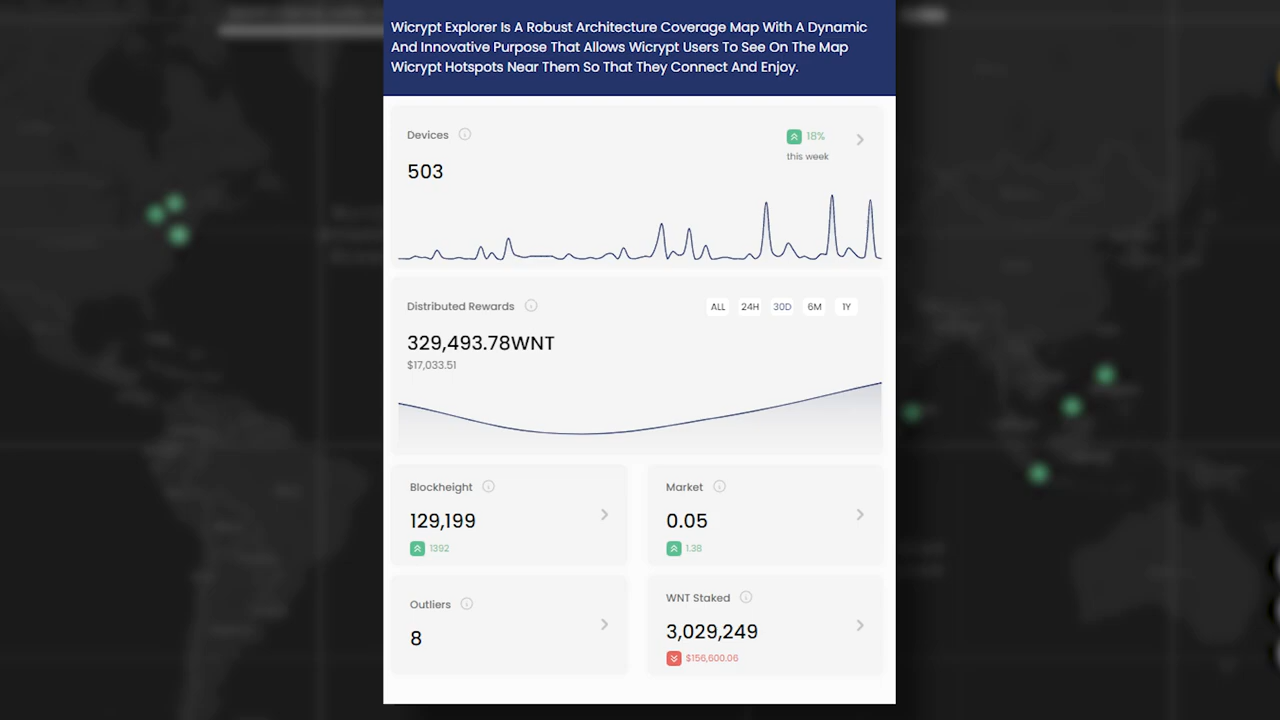 Wicrypt Explorer Is A Robust Architecture Coverage Map With A Dynamic
And Innovative Purpose That Allows Wicrypt Users To See On The Map
Wicrypt Hotspots Near Them So That They Connect And Enjoy.
Devices
18%
this week
503
Distributed Rewards
ALL 24H 30D 6M 1Y
329,493.78WNT
$17,033.51
Blockheight
129,199
1392
Market
0.05
1.38
Outliers
8
WNT Staked
3,029,249
$156,600.06